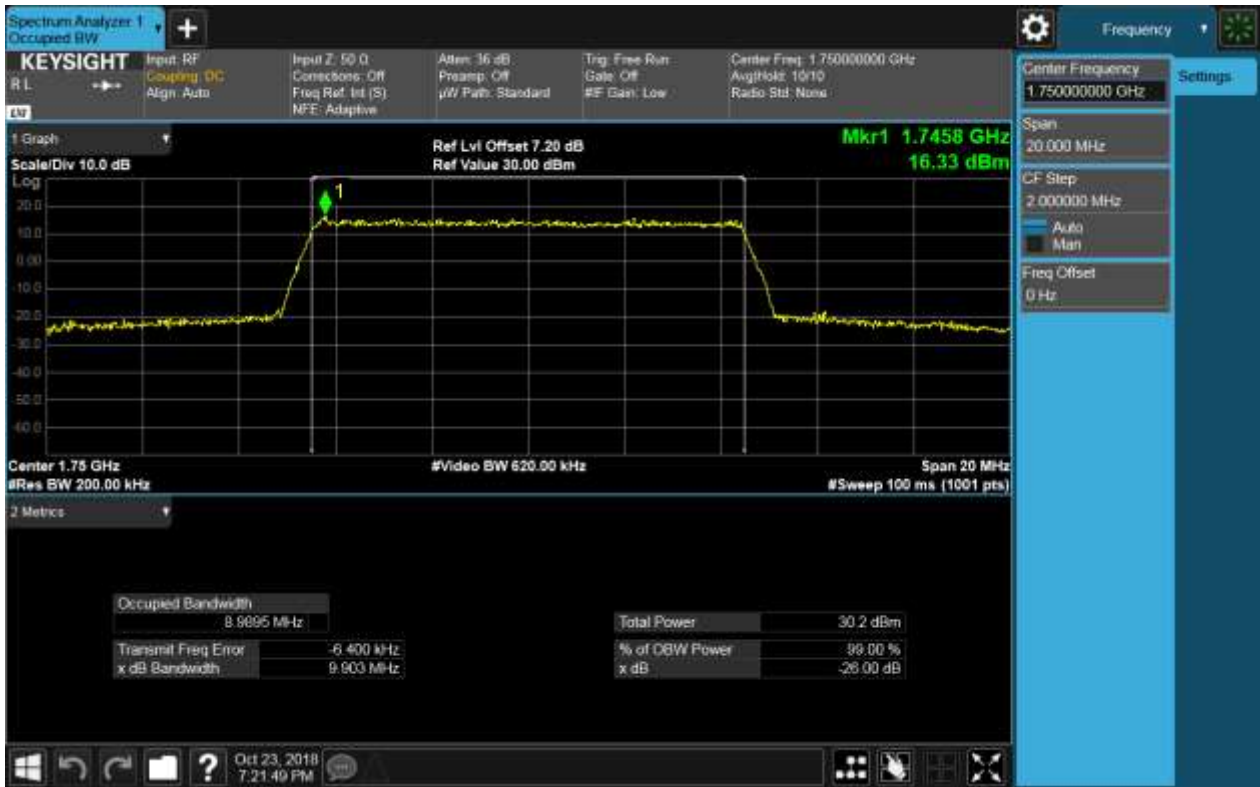 Spectrum Analyzer 1
Occupied BW
Frequency
KEYSIGHT
R L
Input: RF
Coupling: DC
Align: Auto
Input Z: 50 Ω
Corrections: Off
Freq Ref: Int (S)
NFE: Adaptive
Atten: 36 dB
Preamp: Off
µW Path: Standard
Trig: Free Run
Gate: Off
#IF Gain: Low
Center Freq: 1.750000000 GHz
Avg|Hold: 10/10
Radio Std: None
Center Frequency
1.750000000 GHz
Settings
Span
20.000 MHz
CF Step
2.000000 MHz
Auto
Man
Freq Offset
0 Hz
1 Graph
Scale/Div 10.0 dB
Ref Lvl Offset 7.20 dB
Ref Value 30.00 dBm
Mkr1 1.7458 GHz
16.33 dBm
Log
20.0
10.0
0.00
-10.0
-20.0
-30.0
-40.0
-50.0
-60.0
1
Center 1.75 GHz
#Res BW 200.00 kHz
#Video BW 620.00 kHz
Span 20 MHz
#Sweep 100 ms (1001 pts)
2 Metrics
Occupied Bandwidth
8.9895 MHz
Transmit Freq Error -6.400 kHz
x dB Bandwidth 9.903 MHz
Total Power 30.2 dBm
% of OBW Power 99.00 %
x dB -26.00 dB
Oct 23, 2018
7:21:49 PM